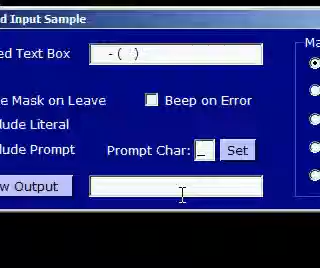 d Input Sample
Ma
ed Text Box -( )
e Mask on Leave Beep on Error
lude Literal
lude Prompt Prompt Char: _ Set
w Output